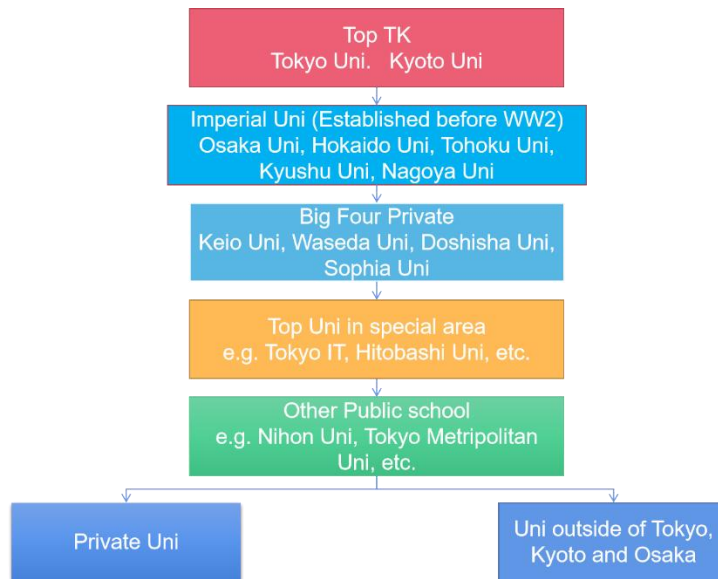 Top TK
Tokyo Uni.   Kyoto Uni
Imperial Uni (Established before WW2)
Osaka Uni, Hokaido Uni, Tohoku Uni,
Kyushu Uni, Nagoya Uni
Big Four Private
Keio Uni, Waseda Uni, Doshisha Uni,
Sophia Uni
Top Uni in special area
e.g. Tokyo IT, Hitobashi Uni, etc.
Other Public school
e.g. Nihon Uni, Tokyo Metripolitan
Uni, etc.
Private Uni
Uni outside of Tokyo,
Kyoto and Osaka